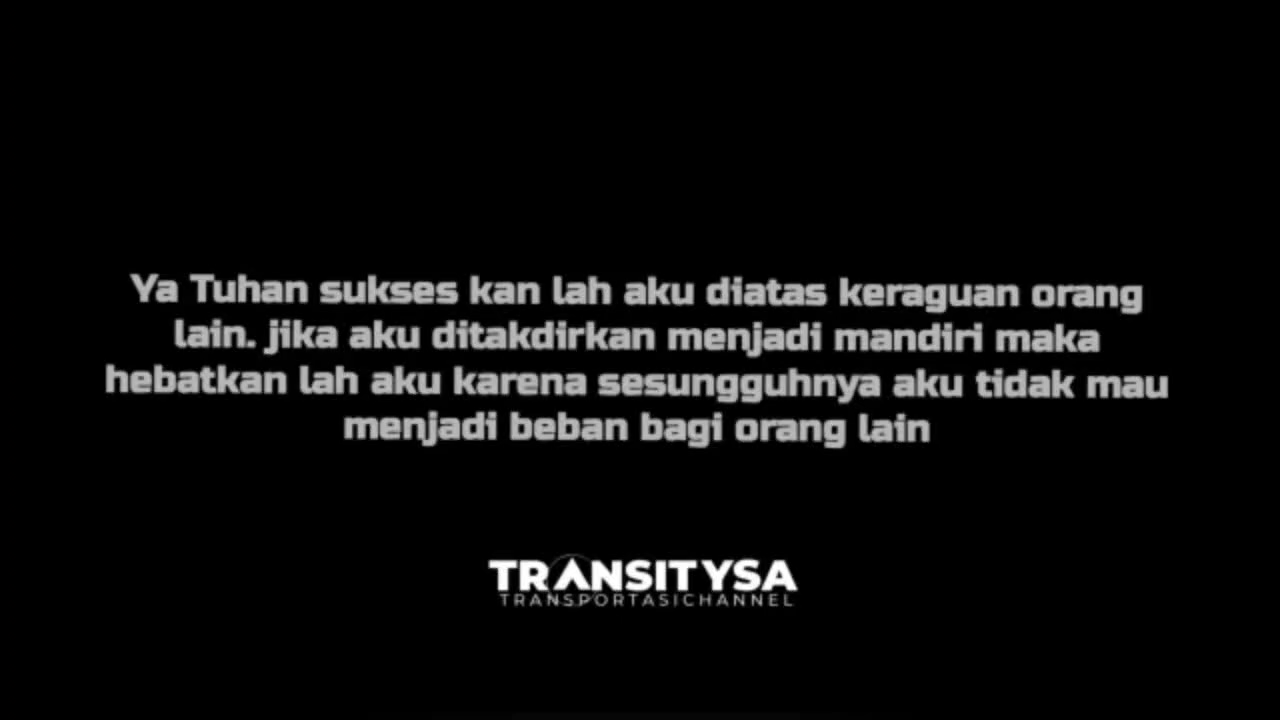 Ya Tuhan sukses kan lah aku diatas keraguan orang
lain. jika aku ditakdirkan menjadi mandiri maka
hebatkan lah aku karena sesungguhnya aku tidak mau
menjadi beban bagi orang lain
TRANSITYSA
TRANSPORTASICHANNEL